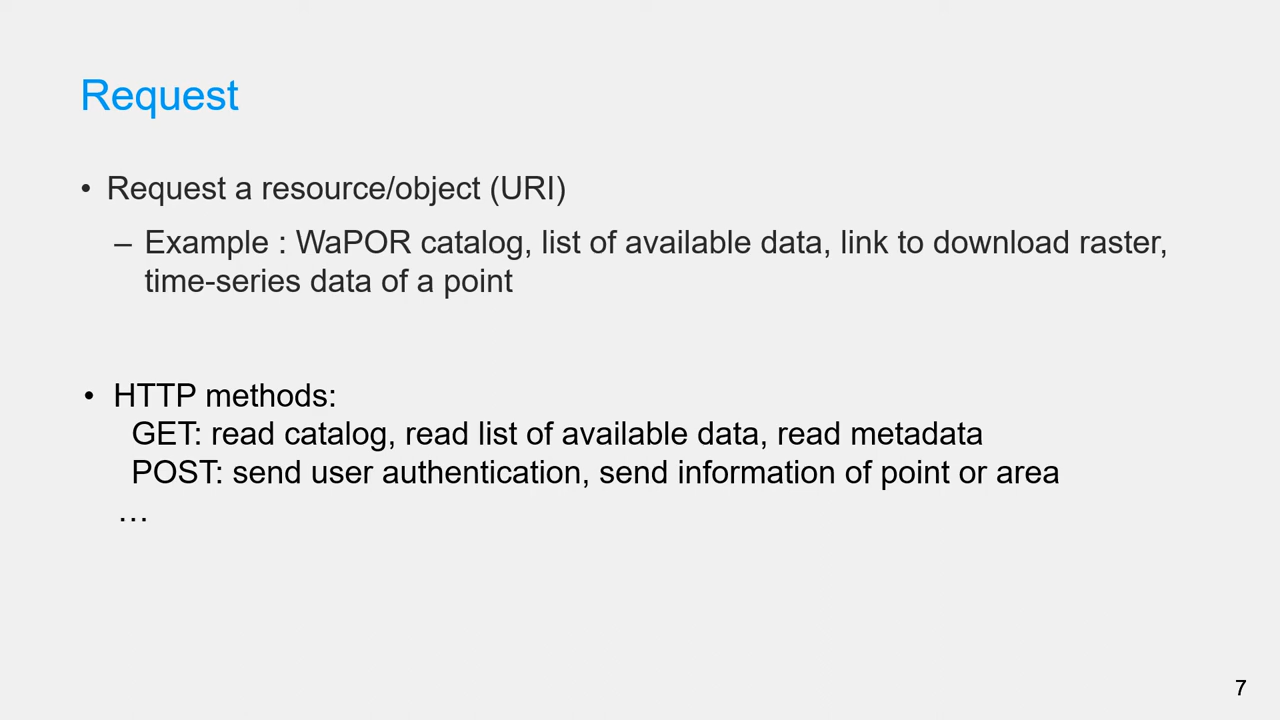 Request
• Request a resource/object (URI)
– Example : WaPOR catalog, list of available data, link to download raster,
time-series data of a point
• HTTP methods:
GET: read catalog, read list of available data, read metadata
POST: send user authentication, send information of point or area
…
7